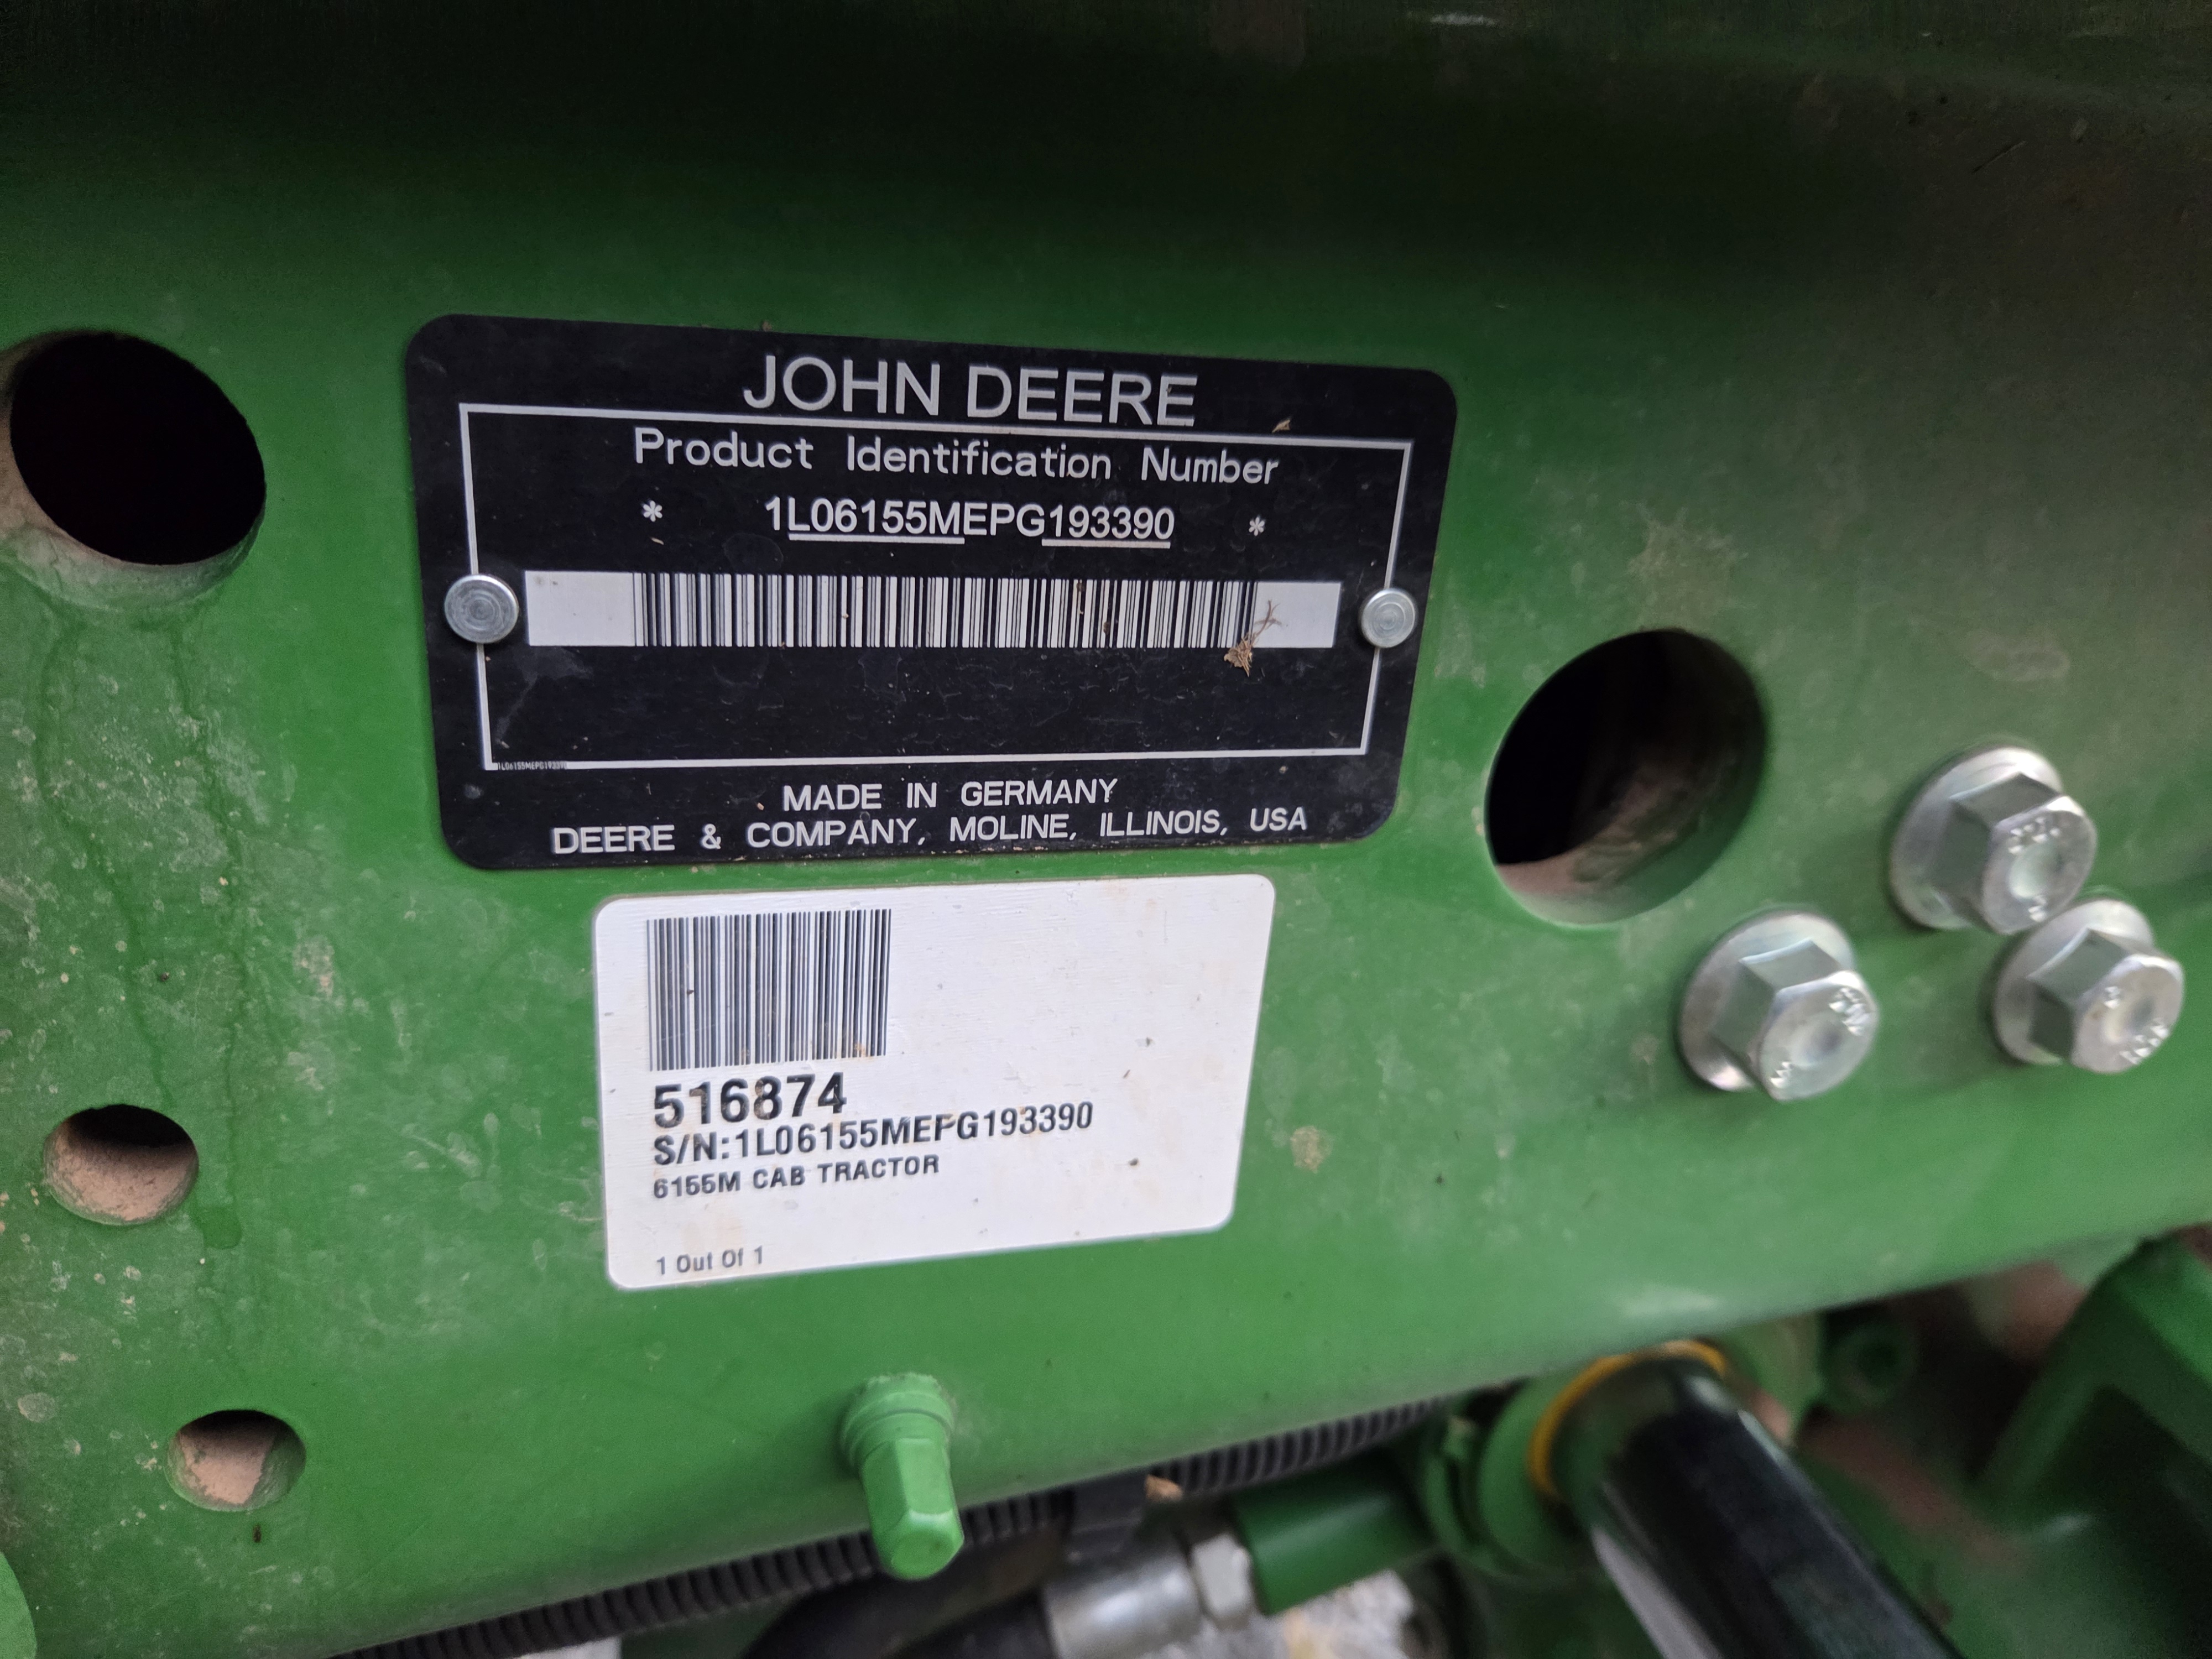 JOHN DEERE
Product Identification Number
* 1L06155MEPG193390 *
1L06155MEPG193390
MADE IN GERMANY
DEERE & COMPANY, MOLINE, ILLINOIS, USA
516874
S/N:1L06155MEPG193390
6155M CAB TRACTOR
1 Out Of 1